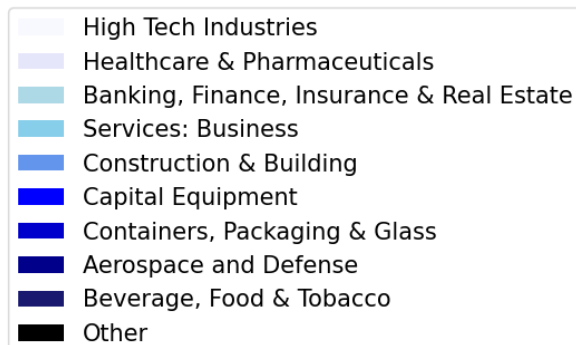 High Tech Industries
Healthcare & Pharmaceuticals
Banking, Finance, Insurance & Real Estate
Services: Business
Construction & Building
Capital Equipment
Containers, Packaging & Glass
Aerospace and Defense
Beverage, Food & Tobacco
Other